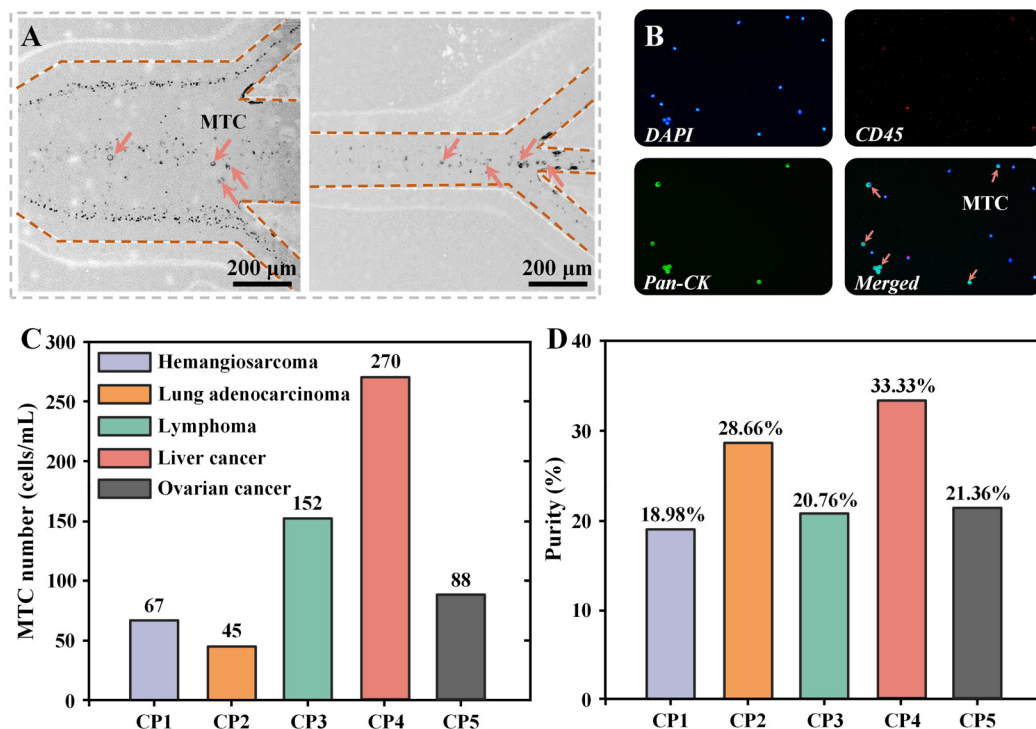 A
MTC
200 μm
200 μm
B
DAPI
CD45
Pan-CK
MTC
Merged
C
300
250
200
150
100
50
0
MTC number (cells/mL)
Hemangiosarcoma
Lung adenocarcinoma
Lymphoma
Liver cancer
Ovarian cancer
67
45
152
270
88
CP1 CP2 CP3 CP4 CP5
D
40
30
20
10
0
Purity (%)
18.98%
28.66%
20.76%
33.33%
21.36%
CP1 CP2 CP3 CP4 CP5